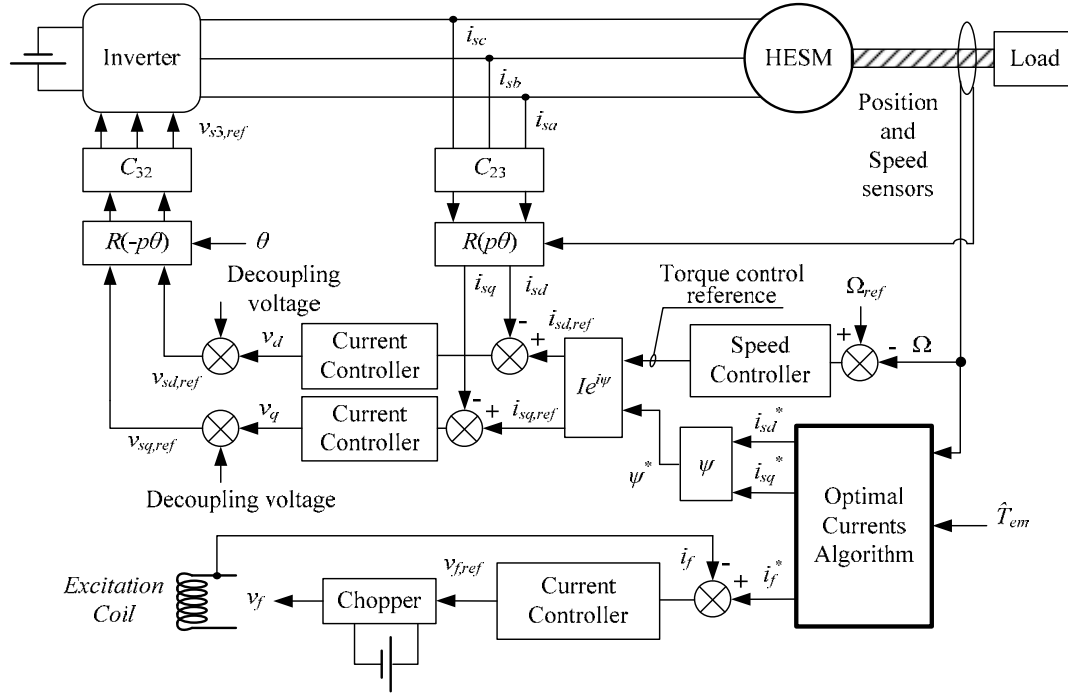 Inverter
i_sc
i_sb
i_sa
HESM
Load
Position
and
Speed
sensors
v_s3,ref
C_32
C_23
R(-pθ)
θ
R(pθ)
i_sq
i_sd
Decoupling
voltage
Torque control
reference
Ω_ref
v_d
Current
Controller
-
+
i_sd,ref
Ie^iψ
Speed
Controller
+
-
Ω
v_sd,ref
v_q
Current
Controller
-
+
i_sq,ref
v_sq,ref
Decoupling voltage
ψ^*
ψ
i_sd^*
i_sq^*
Optimal
Currents
Algorithm
T̂_em
Excitation
Coil
v_f
Chopper
v_f,ref
Current
Controller
i_f
-
+
i_f^*